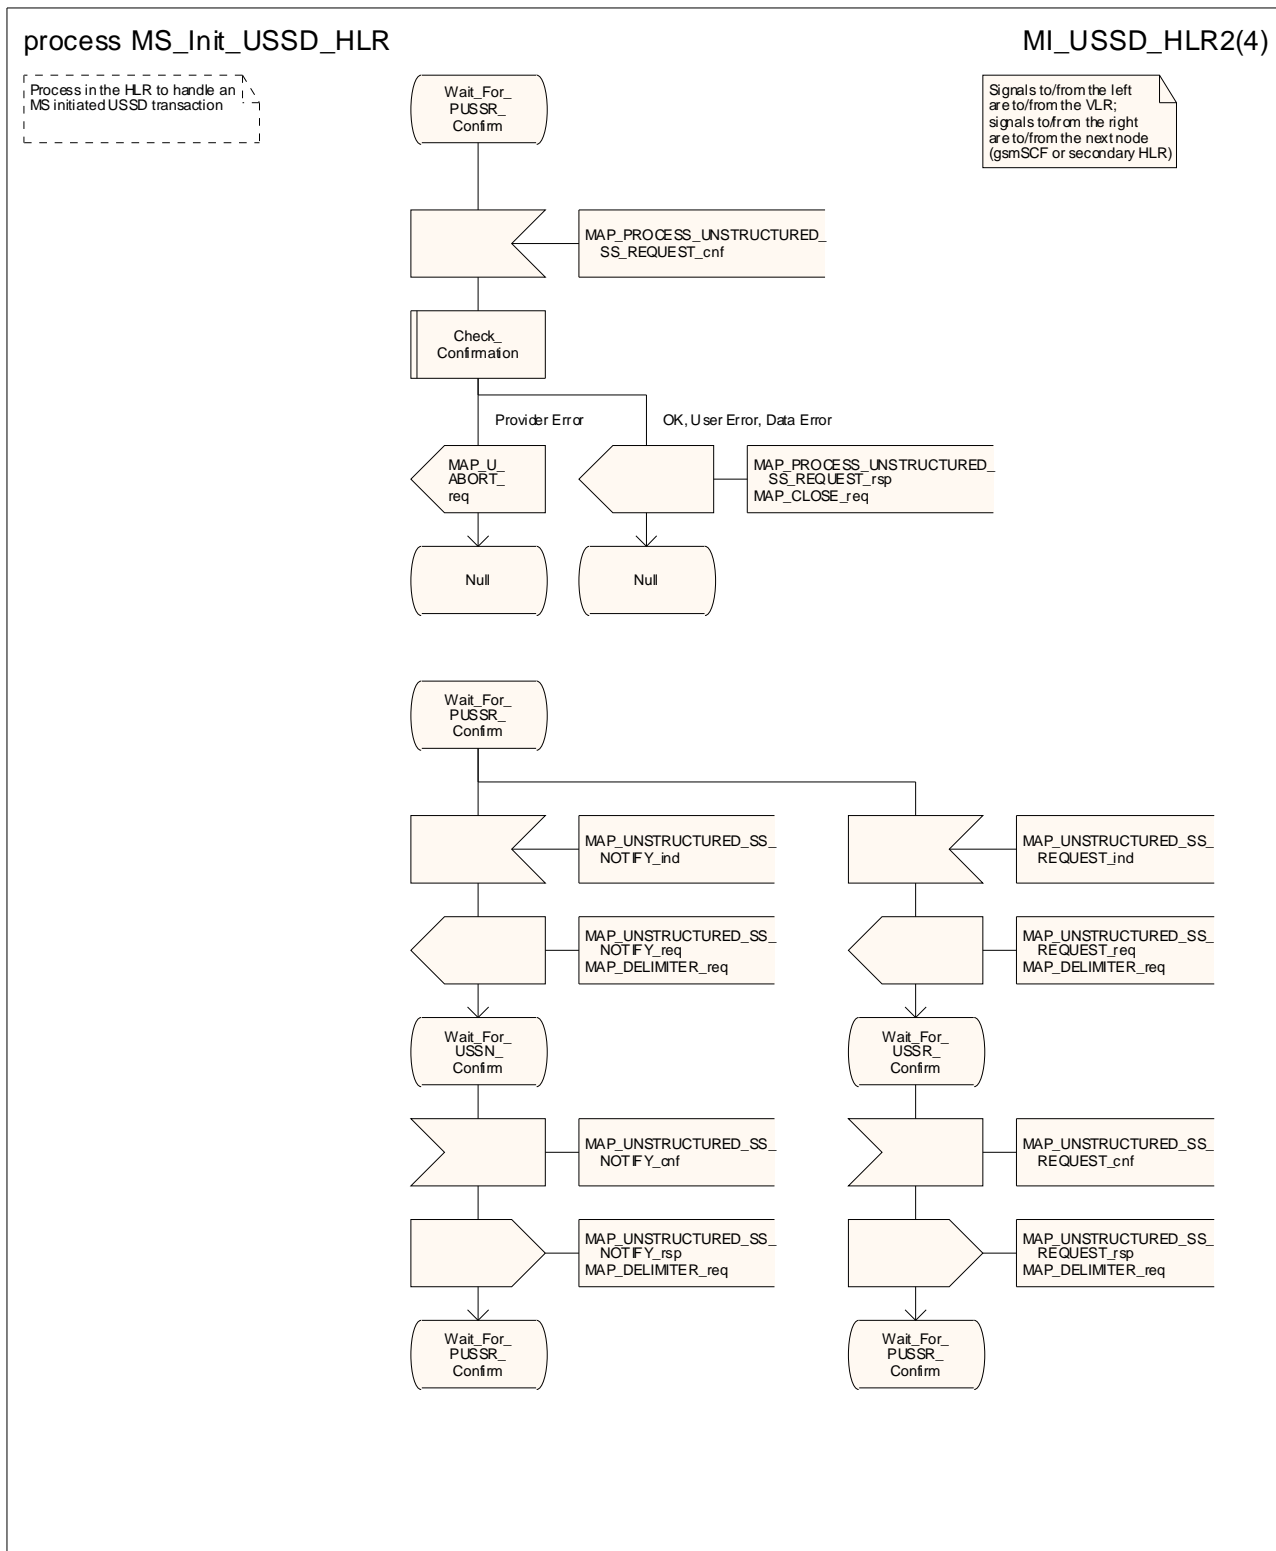 process MS_Init_USSD_HLR
MI_USSD_HLR2(4)
Process in the HLR to handle an
MS initiated USSD transaction
Signals to/from the left
are to/from the VLR;
signals to/from the right
are to/from the next node
(gsmSCF or secondary HLR)
Wait_For_
PUSSR_
Confirm
MAP_PROCESS_UNSTRUCTURED_
SS_REQUEST_cnf
Check_
Confirmation
Provider Error
OK, User Error, Data Error
MAP_U_
ABORT_
req
MAP_PROCESS_UNSTRUCTURED_
SS_REQUEST_rsp
MAP_CLOSE_req
Null
Null
Wait_For_
PUSSR_
Confirm
MAP_UNSTRUCTURED_SS_
NOTIFY_ind
MAP_UNSTRUCTURED_SS_
REQUEST_ind
MAP_UNSTRUCTURED_SS_
NOTIFY_req
MAP_DELIMITER_req
MAP_UNSTRUCTURED_SS_
REQUEST_req
MAP_DELIMITER_req
Wait_For_
USSN_
Confirm
Wait_For_
USSR_
Confirm
MAP_UNSTRUCTURED_SS_
NOTIFY_cnf
MAP_UNSTRUCTURED_SS_
REQUEST_cnf
MAP_UNSTRUCTURED_SS_
NOTIFY_rsp
MAP_DELIMITER_req
MAP_UNSTRUCTURED_SS_
REQUEST_rsp
MAP_DELIMITER_req
Wait_For_
PUSSR_
Confirm
Wait_For_
PUSSR_
Confirm